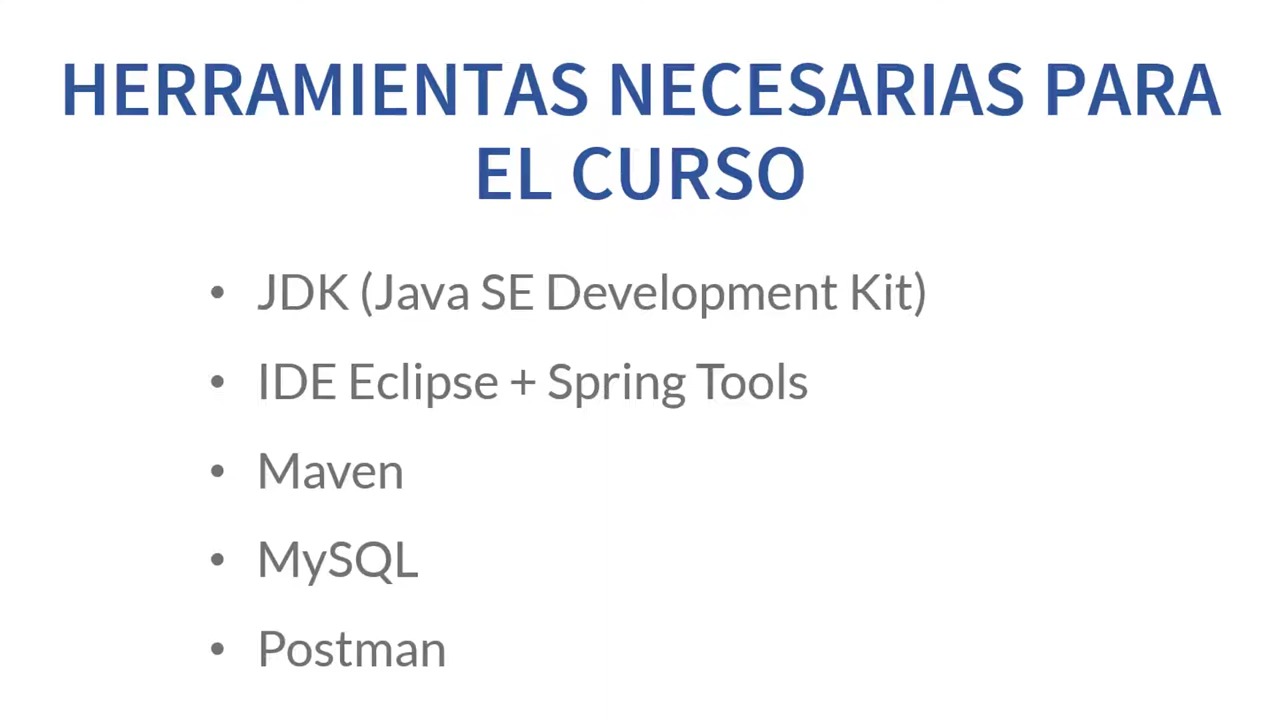 HERRAMIENTAS NECESARIAS PARA
EL CURSO
• JDK (Java SE Development Kit)
• IDE Eclipse + Spring Tools
• Maven
• MySQL
• Postman